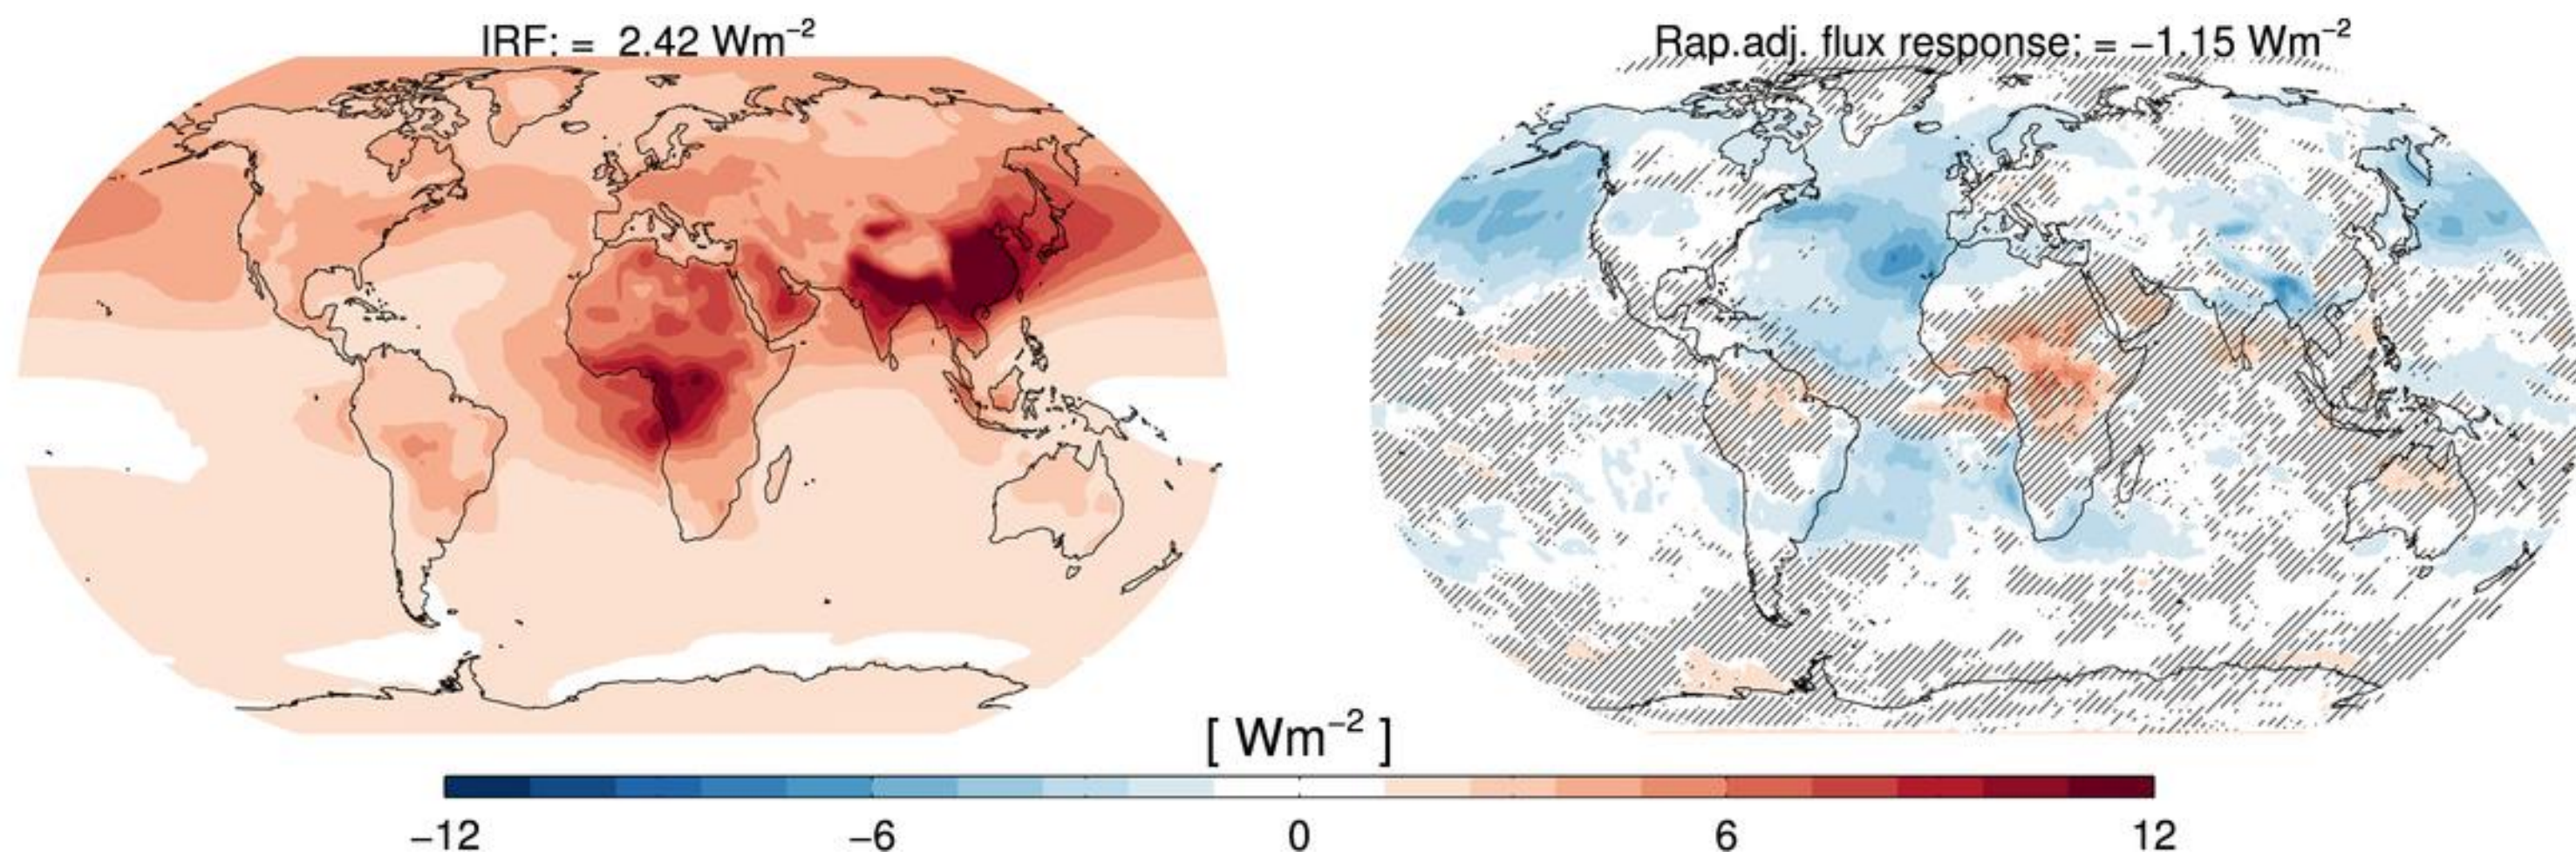 IRF: = 2.42 Wm⁻²
Rap.adj. flux response: = −1.15 Wm⁻²
[ Wm⁻² ]
−12 −6 0 6 12